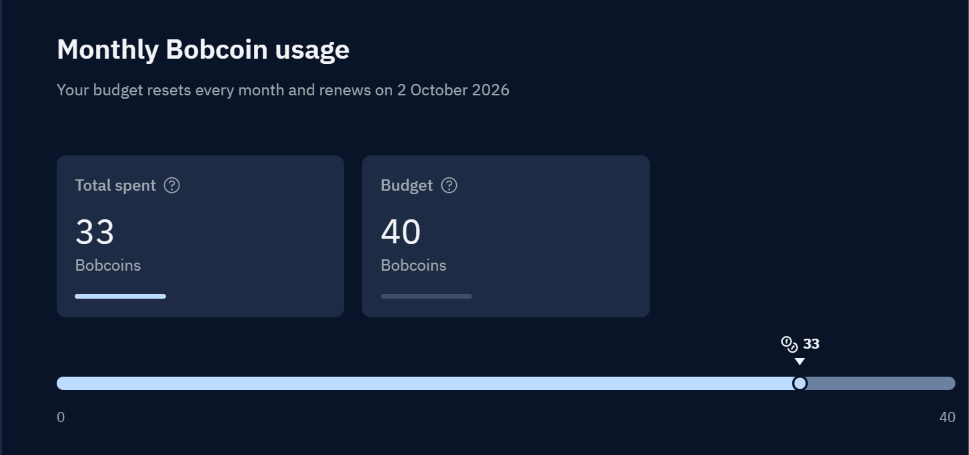 Monthly Bobcoin usage
Your budget resets every month and renews on 2 October 2026
Total spent
33
Bobcoins
Budget
40
Bobcoins
33
0
40